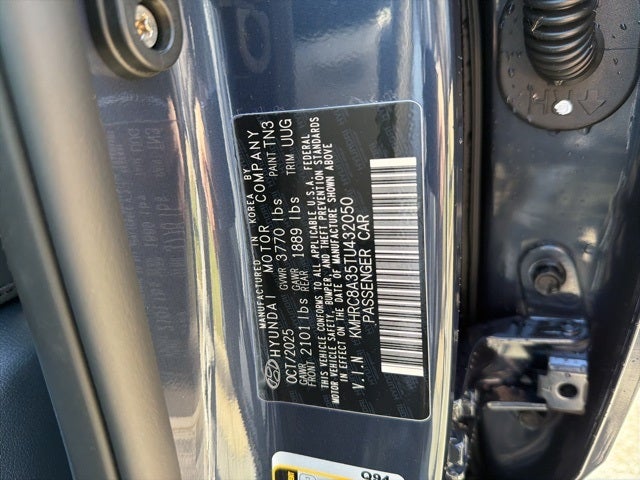 MANUFACTURED IN KOREA BY
HYUNDAI MOTOR COMPANY
OCT/2025 GVWR 3770 lbs PAINT TN3
GAWR FRONT 2101 lbs GAWR REAR 1889 lbs TRIM UUG
THIS VEHICLE CONFORMS TO ALL APPLICABLE U.S.A. FEDERAL
MOTOR VEHICLE SAFETY, BUMPER, AND THEFT PREVENTION STANDARDS
IN EFFECT ON THE DATE OF MANUFACTURE SHOWN ABOVE
V.I.N KMHRC8A35TU432050
PASSENGER CAR
Q94